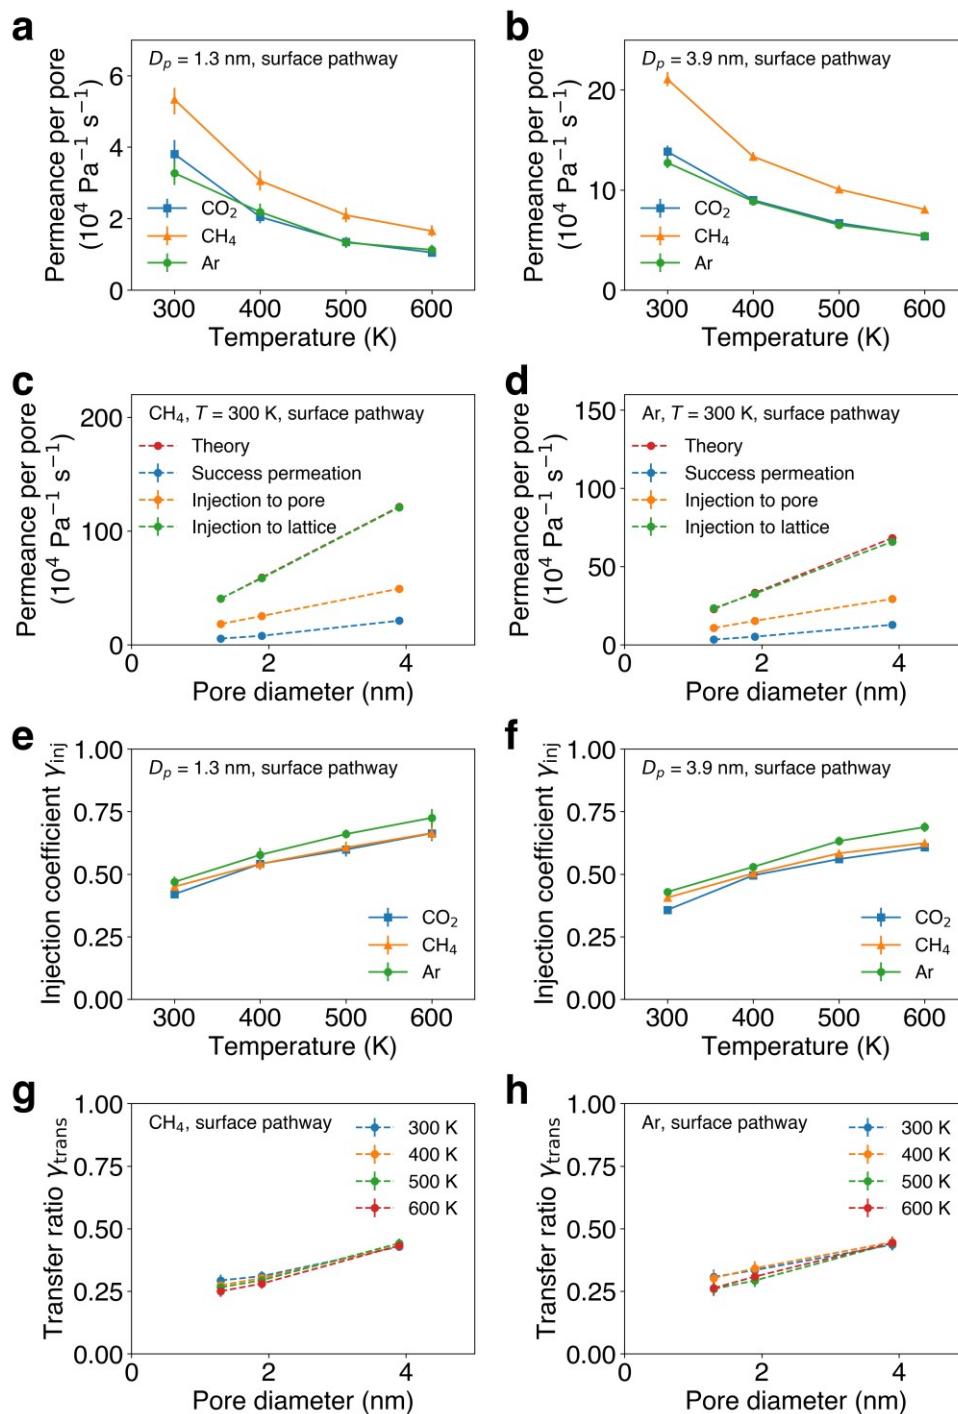 a
Permeance per pore
(10⁴ Pa⁻¹ s⁻¹)
Dₚ = 1.3 nm, surface pathway
6
4
2
0
CO₂
CH₄
Ar
300 400 500 600
Temperature (K)
b
Permeance per pore
(10⁴ Pa⁻¹ s⁻¹)
Dₚ = 3.9 nm, surface pathway
20
10
0
CO₂
CH₄
Ar
300 400 500 600
Temperature (K)
c
Permeance per pore
(10⁴ Pa⁻¹ s⁻¹)
CH₄, T = 300 K, surface pathway
200
100
0
Theory
Success permeation
Injection to pore
Injection to lattice
0 2 4
Pore diameter (nm)
d
Permeance per pore
(10⁴ Pa⁻¹ s⁻¹)
Ar, T = 300 K, surface pathway
150
100
50
0
Theory
Success permeation
Injection to pore
Injection to lattice
0 2 4
Pore diameter (nm)
e
Injection coefficient γinj
Dₚ = 1.3 nm, surface pathway
1.00
0.75
0.50
0.25
0.00
CO₂
CH₄
Ar
300 400 500 600
Temperature (K)
f
Injection coefficient γinj
Dₚ = 3.9 nm, surface pathway
1.00
0.75
0.50
0.25
0.00
CO₂
CH₄
Ar
300 400 500 600
Temperature (K)
g
Transfer ratio γtrans
CH₄, surface pathway
1.00
0.75
0.50
0.25
0.00
300 K
400 K
500 K
600 K
0 2 4
Pore diameter (nm)
h
Transfer ratio γtrans
Ar, surface pathway
1.00
0.75
0.50
0.25
0.00
300 K
400 K
500 K
600 K
0 2 4
Pore diameter (nm)